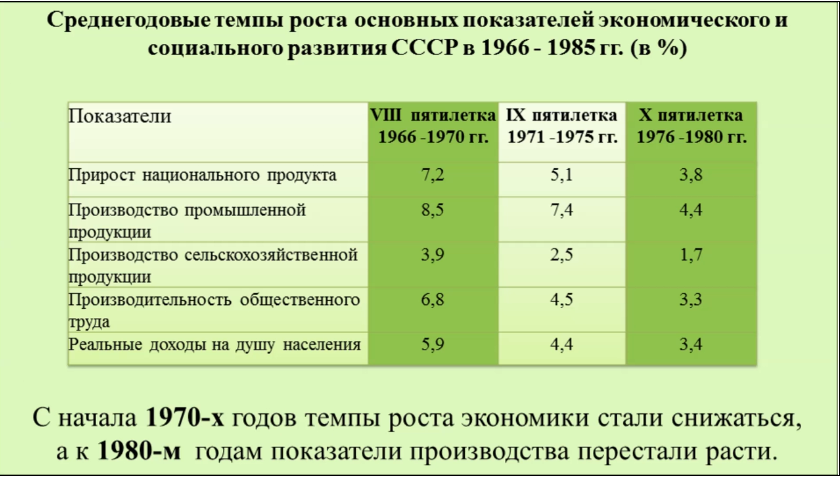 Среднегодовые темпы роста основных показателей экономического и
социального развития СССР в 1966 - 1985 гг. (в %)
Показатели VIII пятилетка 1966 -1970 гг. IX пятилетка 1971 -1975 гг. X пятилетка 1976 -1980 гг.
Прирост национального продукта 7,2 5,1 3,8
Производство промышленной продукции 8,5 7,4 4,4
Производство сельскохозяйственной продукции 3,9 2,5 1,7
Производительность общественного труда 6,8 4,5 3,3
Реальные доходы на душу населения 5,9 4,4 3,4
С начала 1970-х годов темпы роста экономики стали снижаться,
а к 1980-м годам показатели производства перестали расти.